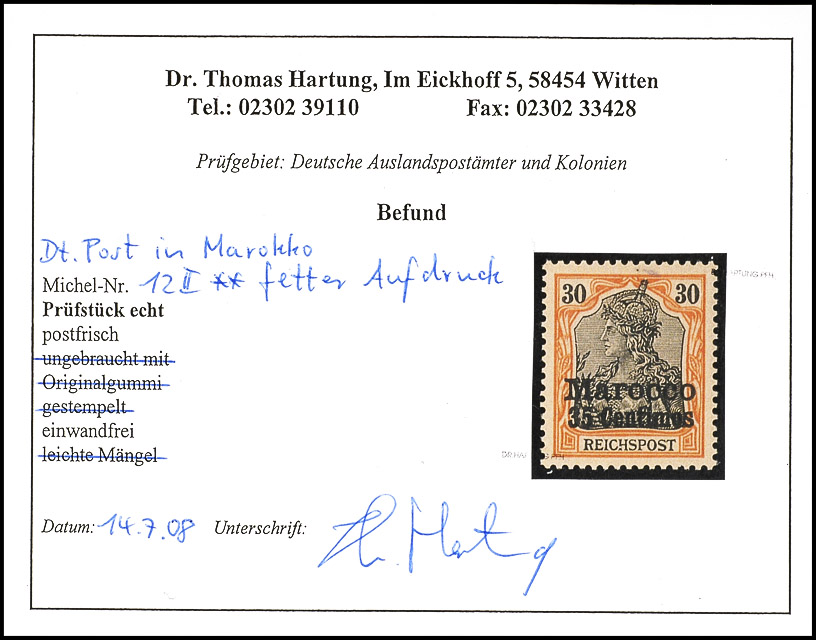 Dr. Thomas Hartung, Im Eickhoff 5, 58454 Witten
Tel.: 02302 39110 Fax: 02302 33428
Prüfgebiet: Deutsche Auslandspostämter und Kolonien
Befund
Dt. Post in Marokko
Michel-Nr. 12 II ** fetter Aufdruck
Prüfstück echt
postfrisch
ungebraucht mit
Originalgummi
gestempelt
einwandfrei
leichte Mängel
Datum: 14.7.08 Unterschrift:
30 30
Marocco
35 Centimos
REICHSPOST